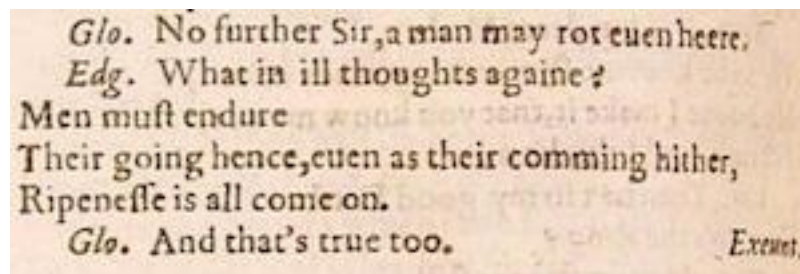 Glo. No further Sir, a man may rot euen heere.
Edg. What in ill thoughts againe?
Men muſt endure
Their going hence, euen as their comming hither,
Ripeneſſe is all come on.
Glo. And that's true too. Exeunt.